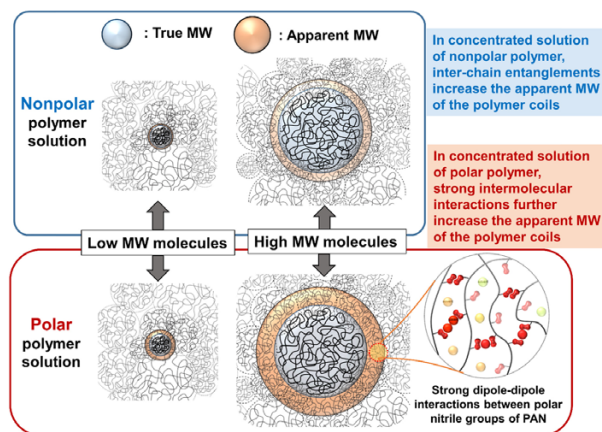 : True MW
: Apparent MW
Nonpolar
polymer
solution
In concentrated solution
of nonpolar polymer,
inter-chain entanglements
increase the apparent MW
of the polymer coils
In concentrated solution
of polar polymer,
strong intermolecular
interactions further
increase the apparent MW
of the polymer coils
Low MW molecules
High MW molecules
Polar
polymer
solution
Strong dipole-dipole
interactions between polar
nitrile groups of PAN